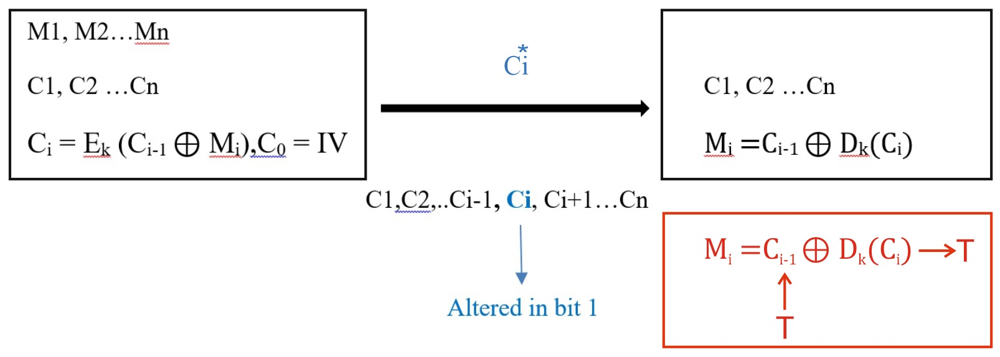 M1, M2…Mn
C1, C2 …Cn
Cᵢ = Eₖ (Cᵢ₋₁ ⊕ Mᵢ),C₀ = IV
*
Ci
C1, C2 …Cn
Mᵢ =Cᵢ₋₁ ⊕ Dₖ(Cᵢ)
C1,C2,..Ci-1, Ci, Ci+1…Cn
Altered in bit 1
Mᵢ =Cᵢ₋₁ ⊕ Dₖ(Cᵢ) →T
T